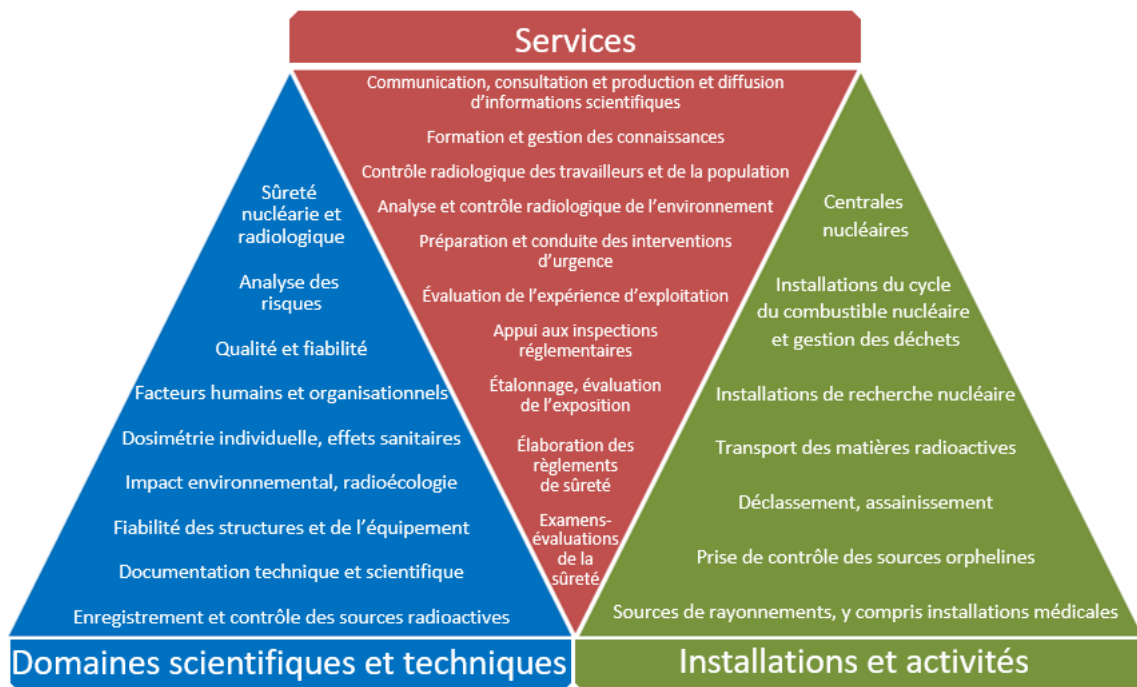 Services
Communication, consultation et production et diffusion
d’informations scientifiques
Formation et gestion des connaissances
Contrôle radiologique des travailleurs et de la population
Analyse et contrôle radiologique de l’environnement
Préparation et conduite des interventions
d’urgence
Évaluation de l’expérience d’exploitation
Appui aux inspections
réglementaires
Étalonnage, évaluation
de l’exposition
Élaboration des
règlements
de sûreté
Examens-
évaluations
de la
sûreté
Sûreté
nucléarie et
radiologique
Analyse des
risques
Qualité et fiabilité
Facteurs humains et organisationnels
Dosimétrie individuelle, effets sanitaires
Impact environnemental, radioécologie
Fiabilité des structures et de l’équipement
Documentation technique et scientifique
Enregistrement et contrôle des sources radioactives
Domaines scientifiques et techniques
Centrales
nucléaires
Installations du cycle
du combustible nucléaire
et gestion des déchets
Installations de recherche nucléaire
Transport des matières radioactives
Déclassement, assainissement
Prise de contrôle des sources orphelines
Sources de rayonnements, y compris installations médicales
Installations et activités